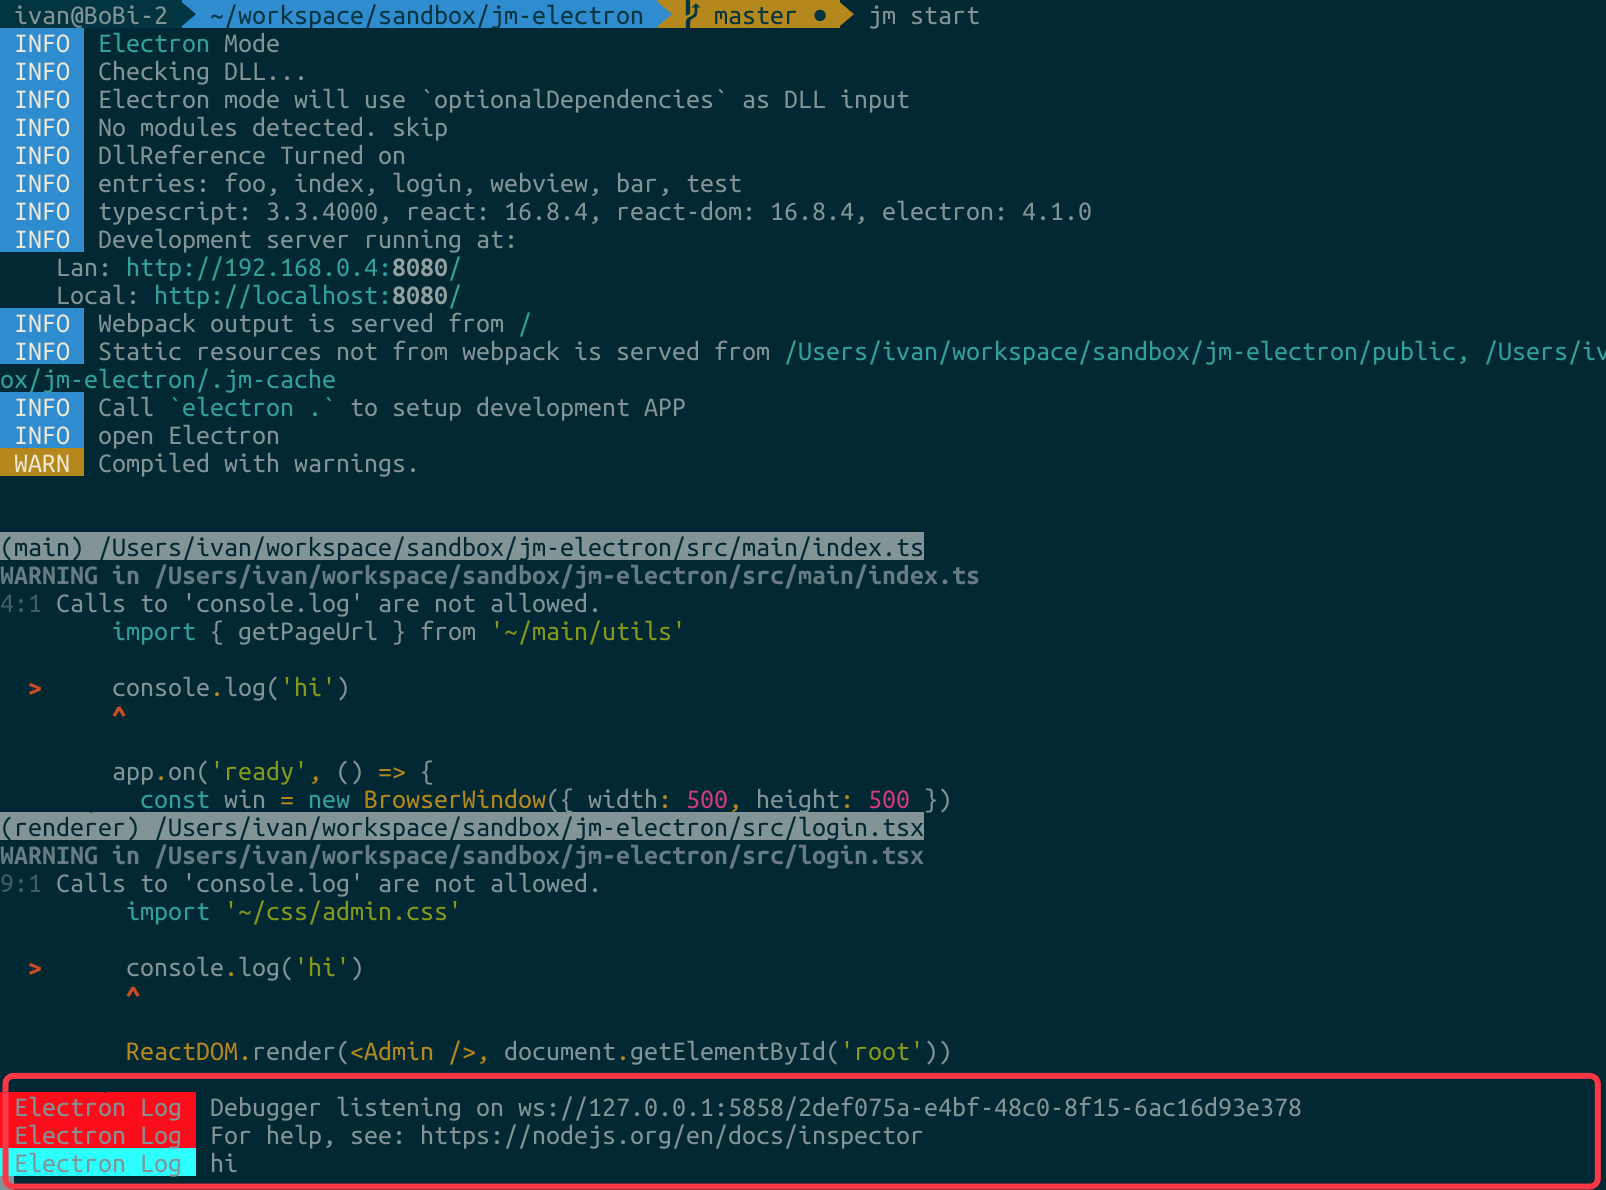 ivan@BoBi-2 ~/workspace/sandbox/jm-electron master ● jm start
INFO Electron Mode
INFO Checking DLL...
INFO Electron mode will use `optionalDependencies` as DLL input
INFO No modules detected. skip
INFO DllReference Turned on
INFO entries: foo, index, login, webview, bar, test
INFO typescript: 3.3.4000, react: 16.8.4, react-dom: 16.8.4, electron: 4.1.0
INFO Development server running at:
Lan: http://192.168.0.4:8080/
Local: http://localhost:8080/
INFO Webpack output is served from /
INFO Static resources not from webpack is served from /Users/ivan/workspace/sandbox/jm-electron/public, /Users/iv
ox/jm-electron/.jm-cache
INFO Call `electron .` to setup development APP
INFO open Electron
WARN Compiled with warnings.
(main) /Users/ivan/workspace/sandbox/jm-electron/src/main/index.ts
WARNING in /Users/ivan/workspace/sandbox/jm-electron/src/main/index.ts
4:1 Calls to 'console.log' are not allowed.
import { getPageUrl } from '~/main/utils'
> console.log('hi')
^
app.on('ready', () => {
const win = new BrowserWindow({ width: 500, height: 500 })
(renderer) /Users/ivan/workspace/sandbox/jm-electron/src/login.tsx
WARNING in /Users/ivan/workspace/sandbox/jm-electron/src/login.tsx
9:1 Calls to 'console.log' are not allowed.
import '~/css/admin.css'
> console.log('hi')
^
ReactDOM.render(<Admin />, document.getElementById('root'))
Electron Log Debugger listening on ws://127.0.0.1:5858/2def075a-e4bf-48c0-8f15-6ac16d93e378
Electron Log For help, see: https://nodejs.org/en/docs/inspector
Electron Log hi